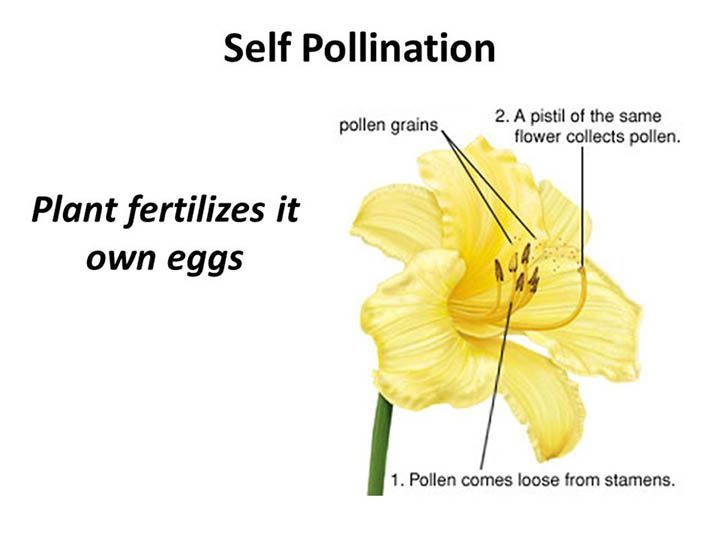 Self Pollination
pollen grains
2. A pistil of the same
flower collects pollen.
Plant fertilizes it
own eggs
1. Pollen comes loose from stamens.